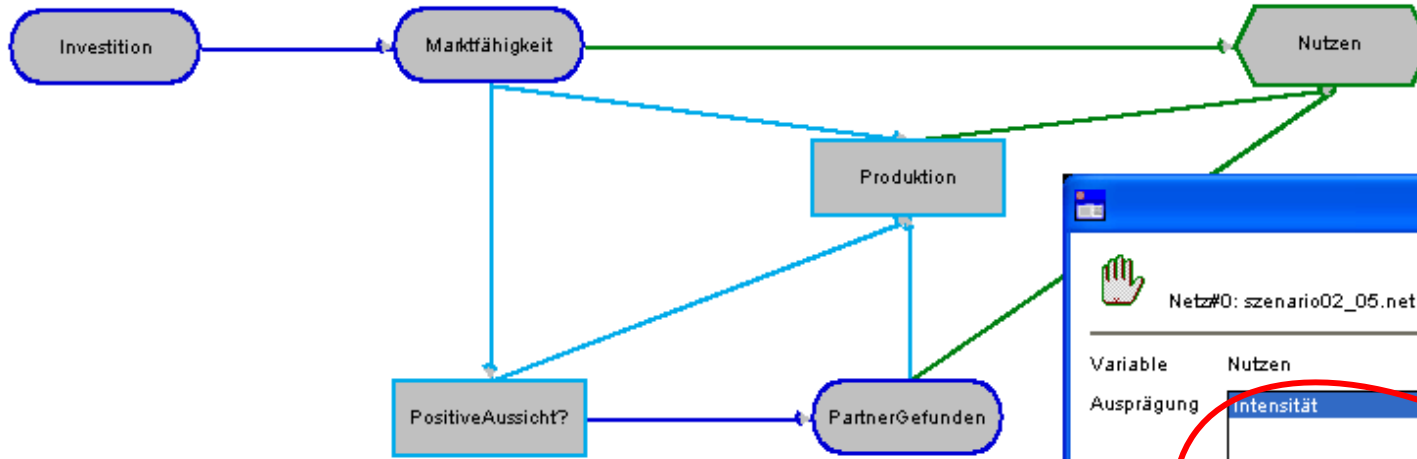 Investition
Marktfähigkeit
Nutzen
Produktion
PositiveAussicht?
PartnerGefunden
Netz#0: szenario02_05.net
Variable Nutzen
Ausprägung Intensität